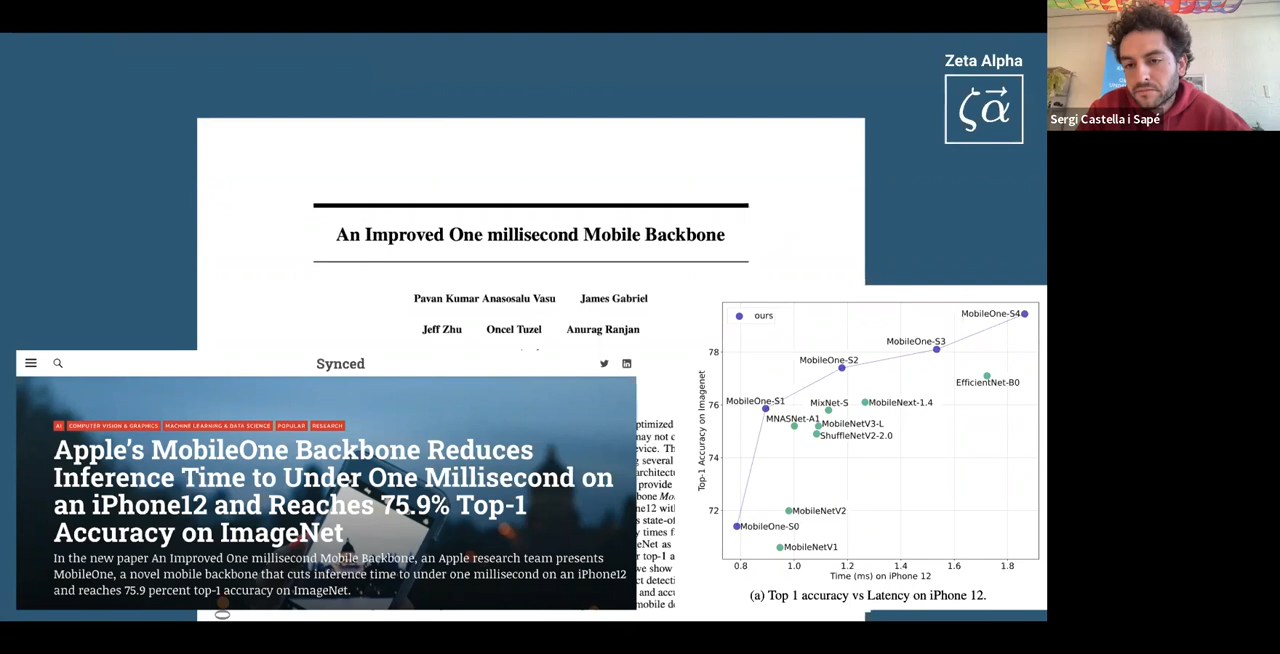 Zeta Alpha
ζα
Sergi Castella i Sapé
An Improved One millisecond Mobile Backbone
Pavan Kumar Anasosalu Vasu James Gabriel
Jeff Zhu Oncel Tuzel Anurag Ranjan
Synced
AI COMPUTER VISION & GRAPHICS MACHINE LEARNING & DATA SCIENCE POPULAR RESEARCH
Apple’s MobileOne Backbone Reduces
Inference Time to Under One Millisecond on
an iPhone12 and Reaches 75.9% Top-1
Accuracy on ImageNet
In the new paper An Improved One millisecond Mobile Backbone, an Apple research team presents
MobileOne, a novel mobile backbone that cuts inference time to under one millisecond on an iPhone12
and reaches 75.9 percent top-1 accuracy on ImageNet.
ours
MobileOne-S4
MobileOne-S3
MobileOne-S2
EfficientNet-B0
MobileOne-S1
MixNet-S
MobileNext-1.4
MNASNet-A1
MobileNetV3-L
ShuffleNetV2-2.0
MobileNetV2
MobileOne-S0
MobileNetV1
78
76
74
72
Top-1 Accuracy on Imagenet
0.8 1.0 1.2 1.4 1.6 1.8
Time (ms) on iPhone 12
(a) Top 1 accuracy vs Latency on iPhone 12.